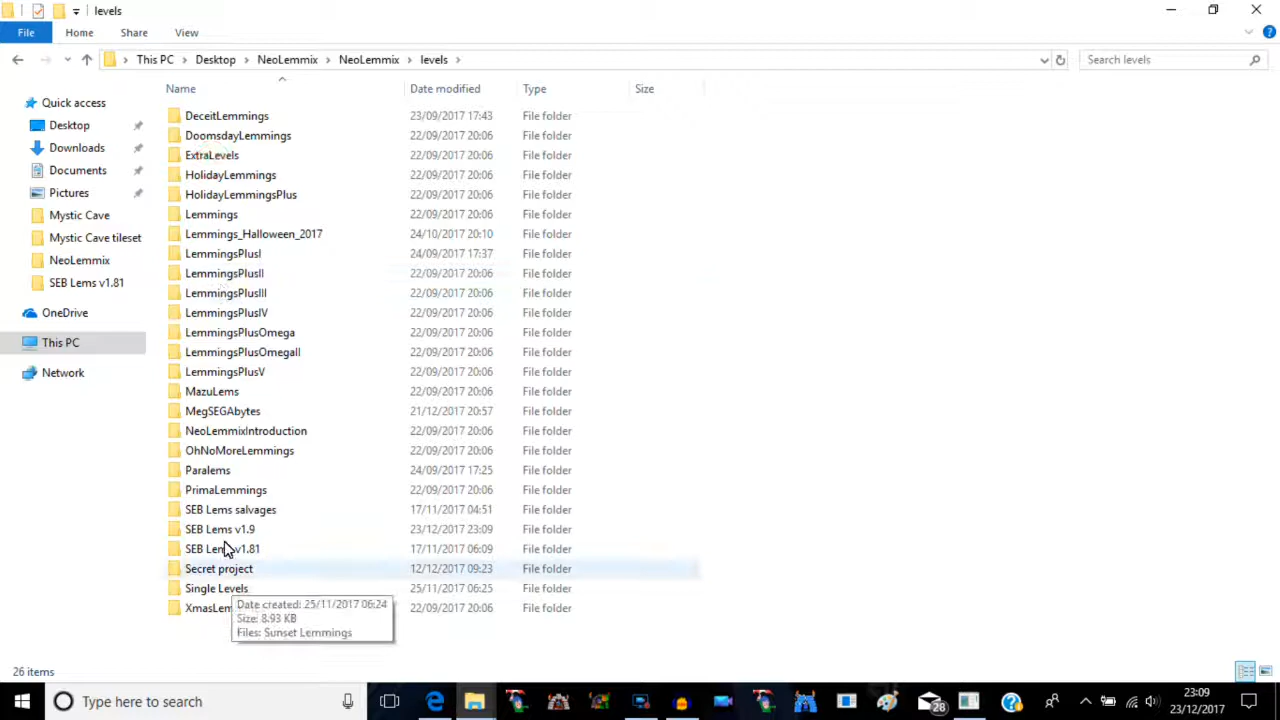 levels
File Home Share View
This PC Desktop NeoLemmix NeoLemmix levels Search levels
Name Date modified Type Size
Quick access
Desktop
Downloads
Documents
Pictures
Mystic Cave
Mystic Cave tileset
NeoLemmix
SEB Lems v1.81
OneDrive
This PC
Network
DeceitLemmings 23/09/2017 17:43 File folder
DoomsdayLemmings 22/09/2017 20:06 File folder
ExtraLevels 22/09/2017 20:06 File folder
HolidayLemmings 22/09/2017 20:06 File folder
HolidayLemmingsPlus 22/09/2017 20:06 File folder
Lemmings 22/09/2017 20:06 File folder
Lemmings_Halloween_2017 24/10/2017 20:10 File folder
LemmingsPlusI 24/09/2017 17:37 File folder
LemmingsPlusII 22/09/2017 20:06 File folder
LemmingsPlusIII 22/09/2017 20:06 File folder
LemmingsPlusIV 22/09/2017 20:06 File folder
LemmingsPlusOmega 22/09/2017 20:06 File folder
LemmingsPlusOmegaII 22/09/2017 20:06 File folder
LemmingsPlusV 22/09/2017 20:06 File folder
MazuLems 22/09/2017 20:06 File folder
MegSEGAbytes 21/12/2017 20:57 File folder
NeoLemmixIntroduction 22/09/2017 20:06 File folder
OhNoMoreLemmings 22/09/2017 20:06 File folder
Paralems 24/09/2017 17:25 File folder
PrimaLemmings 22/09/2017 20:06 File folder
SEB Lems salvages 17/11/2017 04:51 File folder
SEB Lems v1.9 23/12/2017 23:09 File folder
SEB Lems v1.81 17/11/2017 06:09 File folder
Secret project 12/12/2017 09:23 File folder
Single Levels 25/11/2017 06:25 File folder
XmasLem 22/09/2017 20:06 File folder
Date created: 25/11/2017 06:24
Size: 8.93 KB
Files: Sunset Lemmings
26 items
Type here to search
28
23:09
23/12/2017